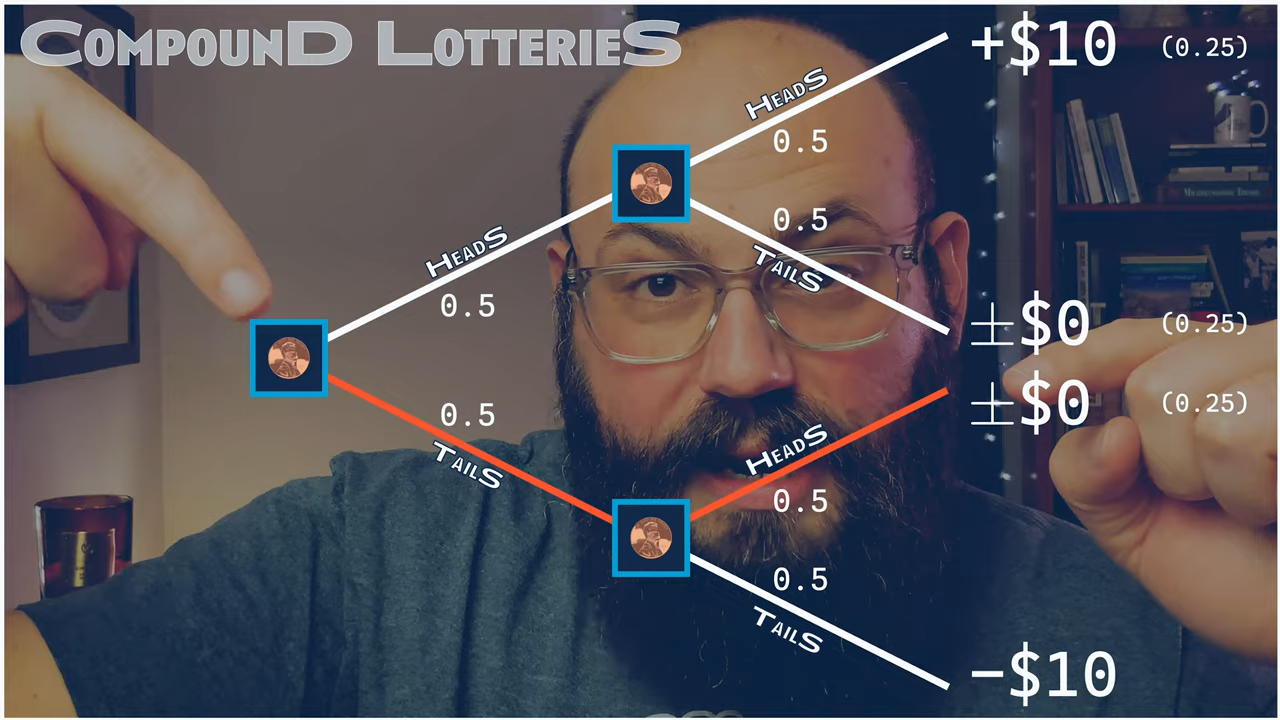 COMPOUND LOTTERIES
+$10 (0.25)
HEADS
0.5
0.5
TAILS
HEADS
0.5
±$0 (0.25)
±$0 (0.25)
0.5
TAILS
HEADS
0.5
0.5
TAILS
−$10